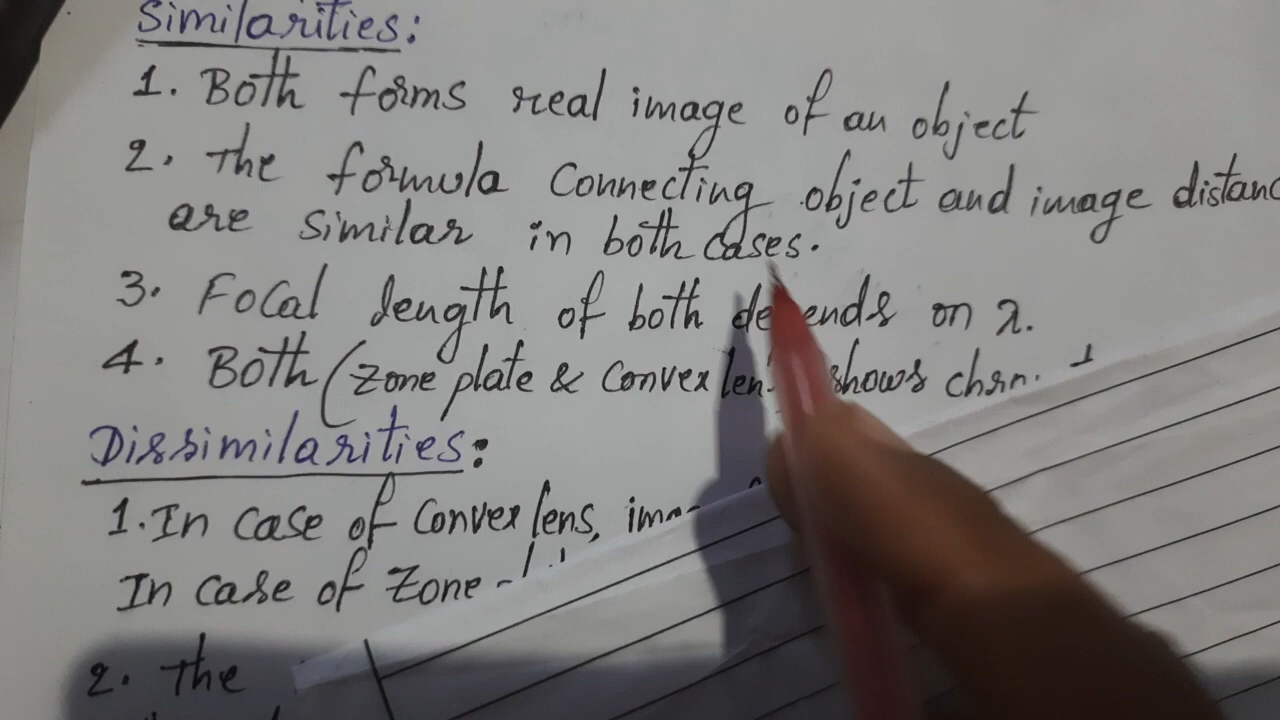 Similarities:
1. Both forms real image of an object
2. The formula connecting object and image
are similar in both cases.
3. Focal length of both depends on λ.
4. Both (Zone plate & convex shows
Dissimilarities:
1. In case of convex lens,
In case of Zone
2. The